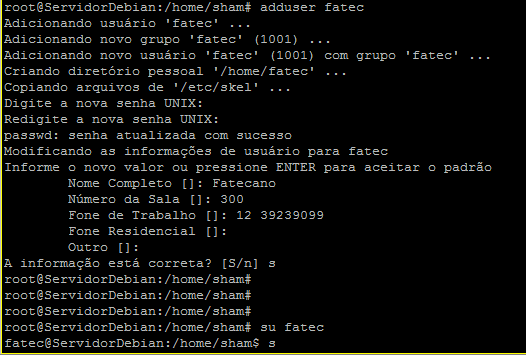 root@ServidorDebian:/home/sham# adduser fatec
Adicionando usuário 'fatec' ...
Adicionando novo grupo 'fatec' (1001) ...
Adicionando novo usuário 'fatec' (1001) com grupo 'fatec' ...
Criando diretório pessoal '/home/fatec' ...
Copiando arquivos de '/etc/skel' ...
Digite a nova senha UNIX:
Redigite a nova senha UNIX:
passwd: senha atualizada com sucesso
Modificando as informações de usuário para fatec
Informe o novo valor ou pressione ENTER para aceitar o padrão
Nome Completo []: Fatecano
Número da Sala []: 300
Fone de Trabalho []: 12 39239099
Fone Residencial []:
Outro []:
A informação está correta? [S/n] s
root@ServidorDebian:/home/sham#
root@ServidorDebian:/home/sham#
root@ServidorDebian:/home/sham#
root@ServidorDebian:/home/sham# su fatec
fatec@ServidorDebian:/home/sham$ s